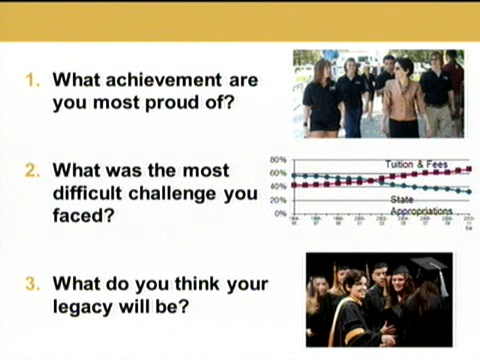 1. What achievement are
you most proud of?
2. What was the most
difficult challenge you
faced?
80%
60%
40%
20%
0%
Tuition & Fees
State
Appropriations
3. What do you think your
legacy will be?